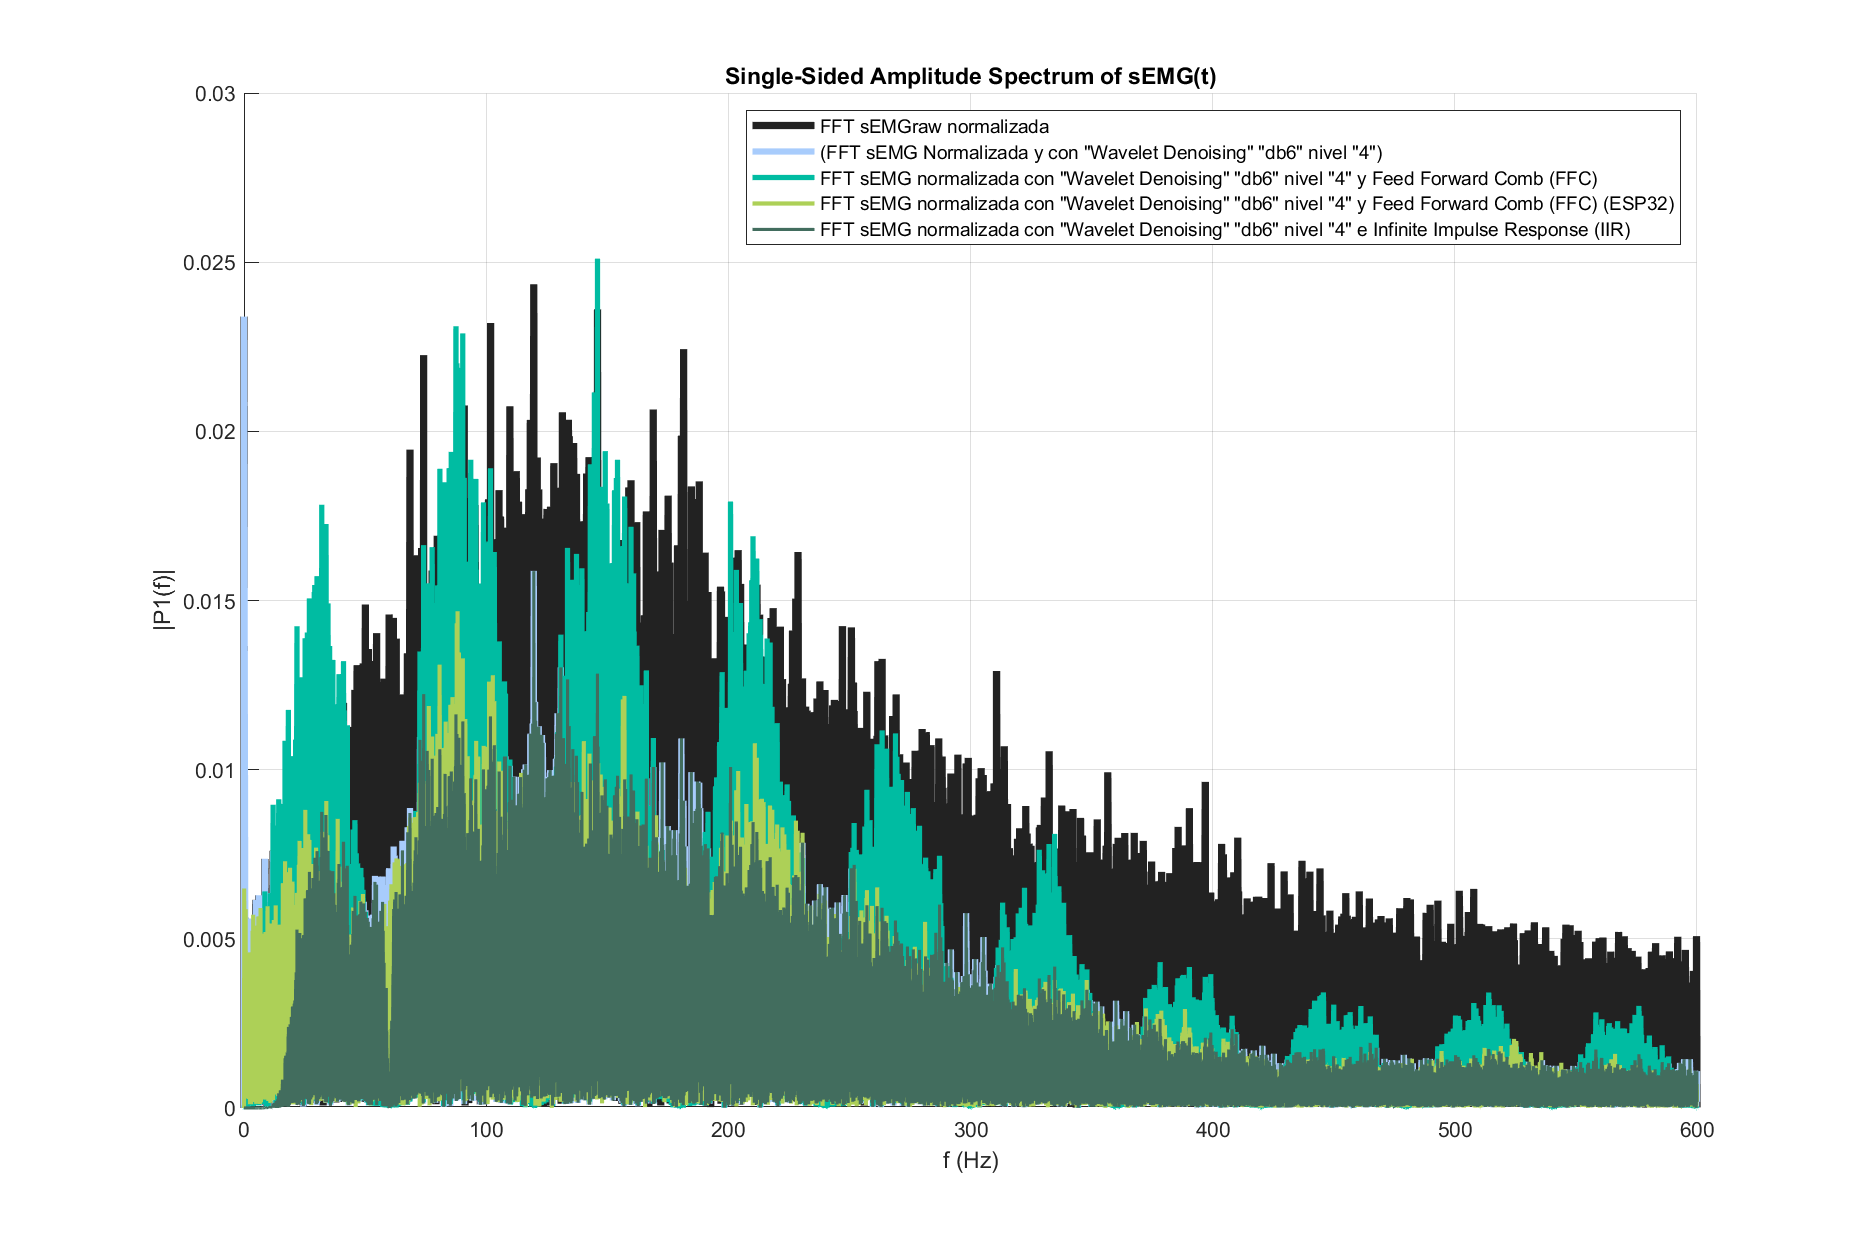 Single-Sided Amplitude Spectrum of sEMG(t)
FFT sEMGraw normalizada
(FFT sEMG Normalizada y con "Wavelet Denoising" "db6" nivel "4")
FFT sEMG normalizada con "Wavelet Denoising" "db6" nivel "4" y Feed Forward Comb (FFC)
FFT sEMG normalizada con "Wavelet Denoising" "db6" nivel "4" y Feed Forward Comb (FFC) (ESP32)
FFT sEMG normalizada con "Wavelet Denoising" "db6" nivel "4" e Infinite Impulse Response (IIR)
|P1(f)|
0.03
0.025
0.02
0.015
0.01
0.005
0
0 100 200 300 400 500 600
f (Hz)